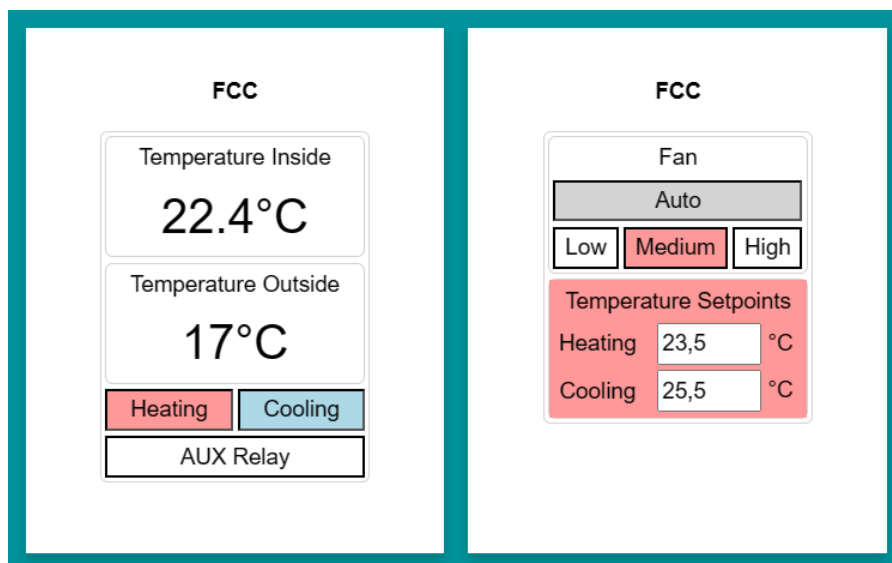 FCC
Temperature Inside
22.4°C
Temperature Outside
17°C
Heating Cooling
AUX Relay
FCC
Fan
Auto
Low Medium High
Temperature Setpoints
Heating 23,5 °C
Cooling 25,5 °C